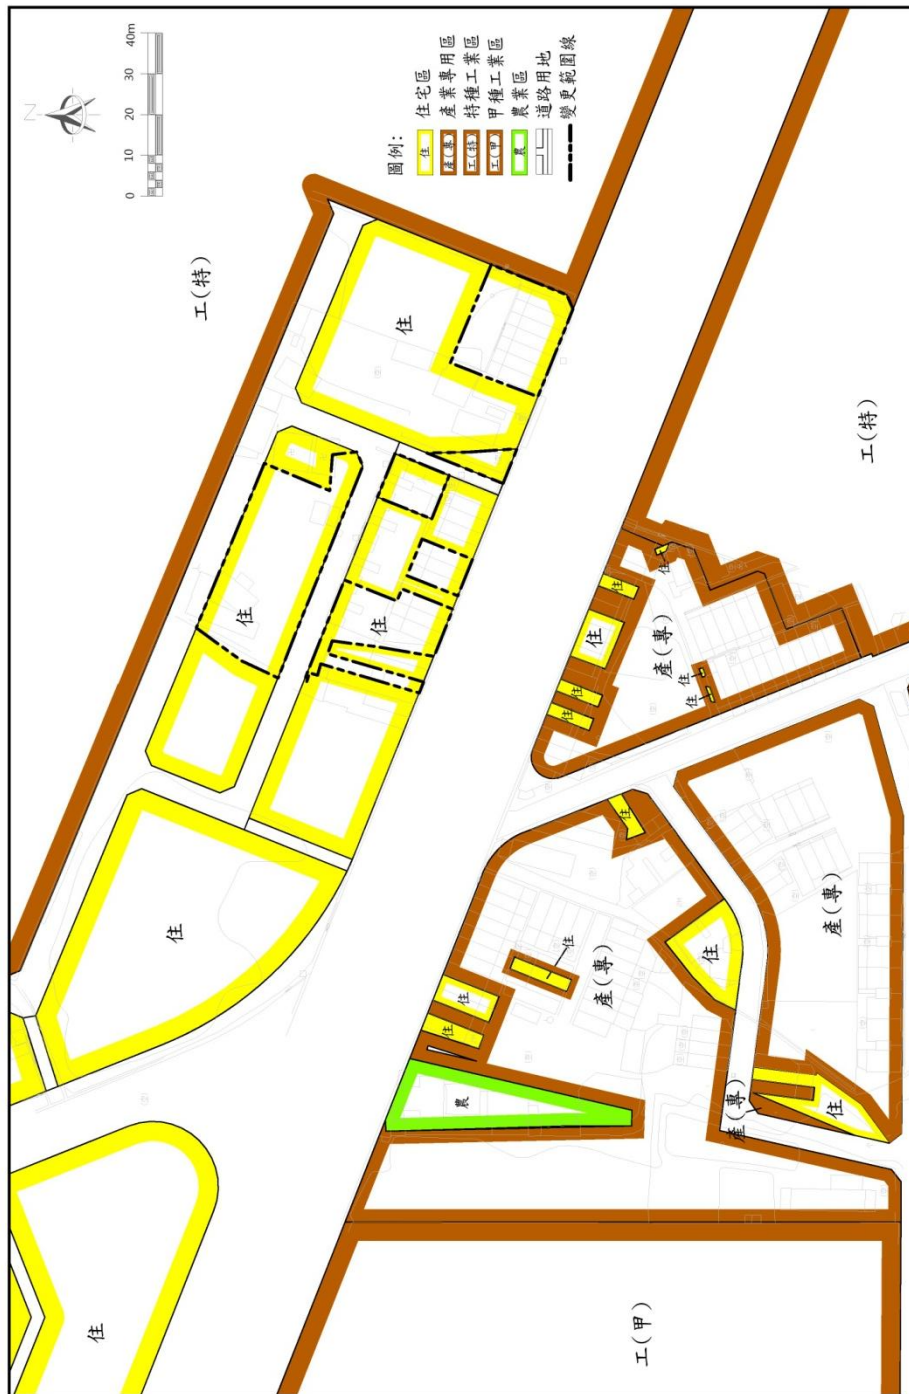 N
0 10 20 30 40m
圖例:
住 住宅區
產(專) 產業專用區
工(特) 特種工業區
工(甲) 甲種工業區
農 農業區
道路用地
變更範圍線
工(特)
住
住
住
住
住
工(特)
住
住
住
住
住
住
住
產(專)
住
住
住
產(專)
住
住
農
產(專)
產(專)
住
工(甲)